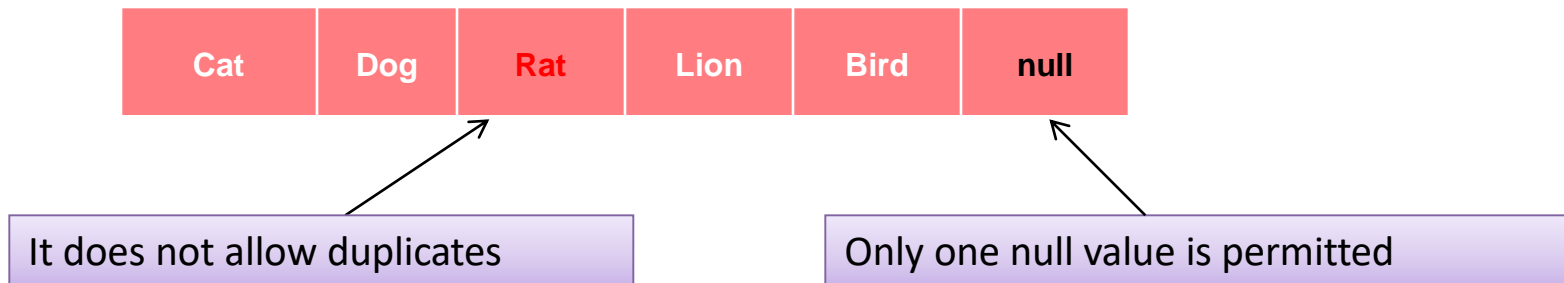 Cat Dog Rat Lion Bird null
It does not allow duplicates
Only one null value is permitted